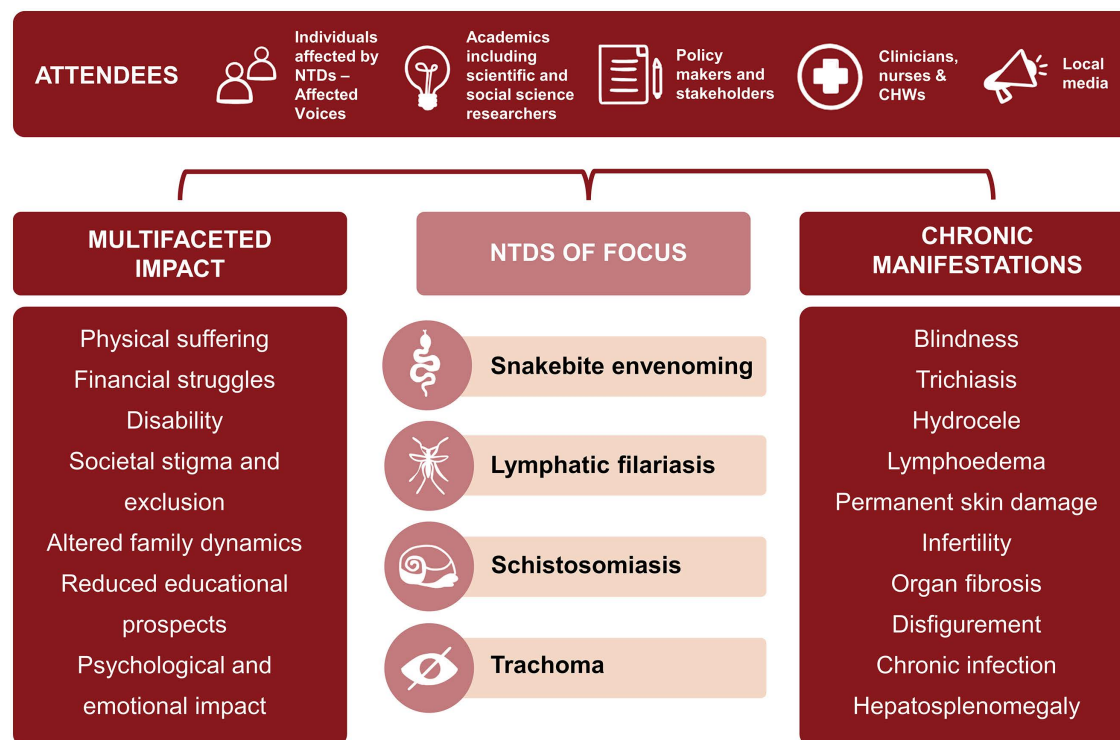 ATTENDEES
Individuals
affected by
NTDs –
Affected
Voices
Academics
including
scientific and
social science
researchers
Policy
makers and
stakeholders
Clinicians,
nurses &
CHWs
Local
media
MULTIFACETED
IMPACT
Physical suffering
Financial struggles
Disability
Societal stigma and
exclusion
Altered family dynamics
Reduced educational
prospects
Psychological and
emotional impact
NTDS OF FOCUS
Snakebite envenoming
Lymphatic filariasis
Schistosomiasis
Trachoma
CHRONIC
MANIFESTATIONS
Blindness
Trichiasis
Hydrocele
Lymphoedema
Permanent skin damage
Infertility
Organ fibrosis
Disfigurement
Chronic infection
Hepatosplenomegaly